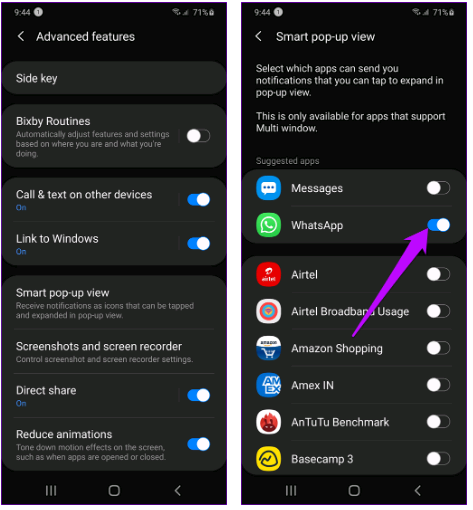 9:44
71%
Advanced features
Side key
Bixby Routines
Automatically adjust features and settings
based on where you are and what you're
doing.
Call & text on other devices
On
Link to Windows
On
Smart pop-up view
Receive notifications as icons that can be tapped
and expanded in pop-up view.
Screenshots and screen recorder
Control screenshot and screen recorder settings.
Direct share
On
Reduce animations
Tone down motion effects on the screen,
such as when apps are opened or closed.
9:44
71%
Smart pop-up view
Select which apps can send you
notifications that you can tap to expand in
pop-up view.
This is only available for apps that support
Multi window.
Suggested apps
Messages
WhatsApp
airtel
Airtel
Airtel Broadband Usage
amazon
Amazon Shopping
AM
EX
Amex IN
AnTuTu Benchmark
Basecamp 3